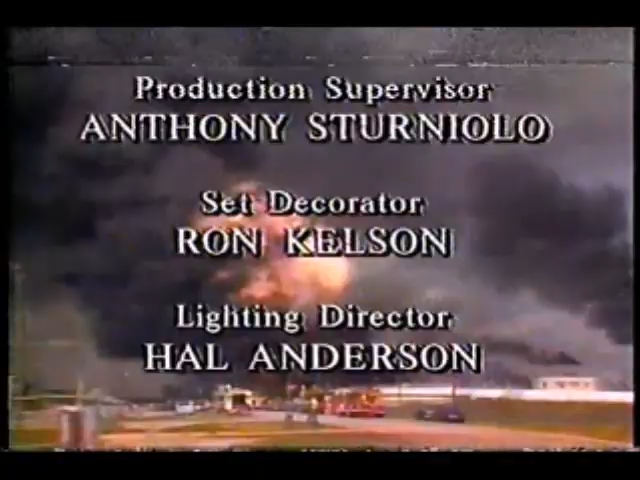 Production Supervisor
ANTHONY STURNIOLO
Set Decorator
RON KELSON
Lighting Director
HAL ANDERSON